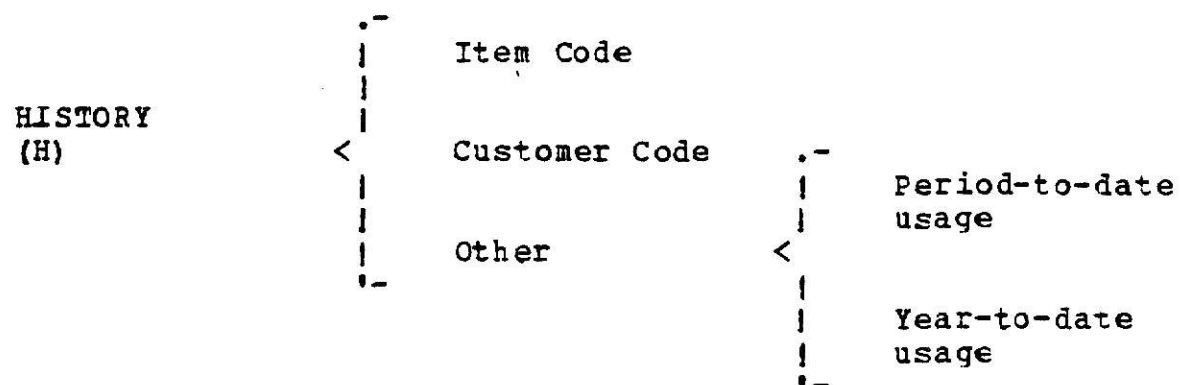 Item Code
HISTORY
(H)
<
Customer Code
Period-to-date
usage
Other
<
Year-to-date
usage